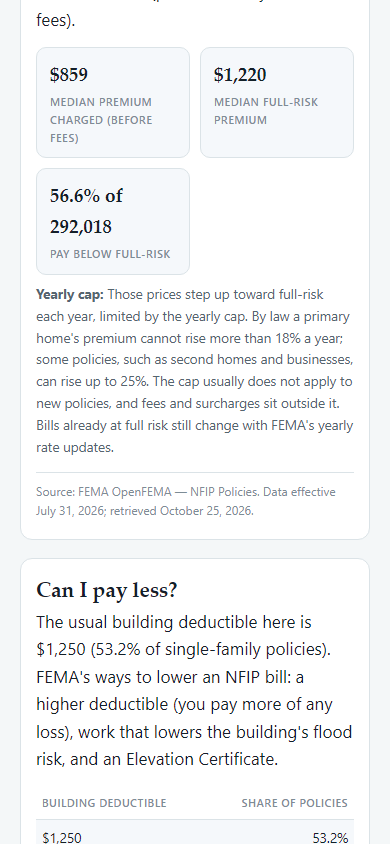 fees).
$859
MEDIAN PREMIUM
CHARGED (BEFORE
FEES)
$1,220
MEDIAN FULL-RISK
PREMIUM
56.6% of
292,018
PAY BELOW FULL-RISK
Yearly cap: Those prices step up toward full-risk
each year, limited by the yearly cap. By law a primary
home's premium cannot rise more than 18% a year;
some policies, such as second homes and businesses,
can rise up to 25%. The cap usually does not apply to
new policies, and fees and surcharges sit outside it.
Bills already at full risk still change with FEMA's yearly
rate updates.
Source: FEMA OpenFEMA — NFIP Policies. Data effective
July 31, 2026; retrieved October 25, 2026.
Can I pay less?
The usual building deductible here is
$1,250 (53.2% of single-family policies).
FEMA's ways to lower an NFIP bill: a
higher deductible (you pay more of any
loss), work that lowers the building's flood
risk, and an Elevation Certificate.
BUILDING DEDUCTIBLE SHARE OF POLICIES
$1,250 53.2%